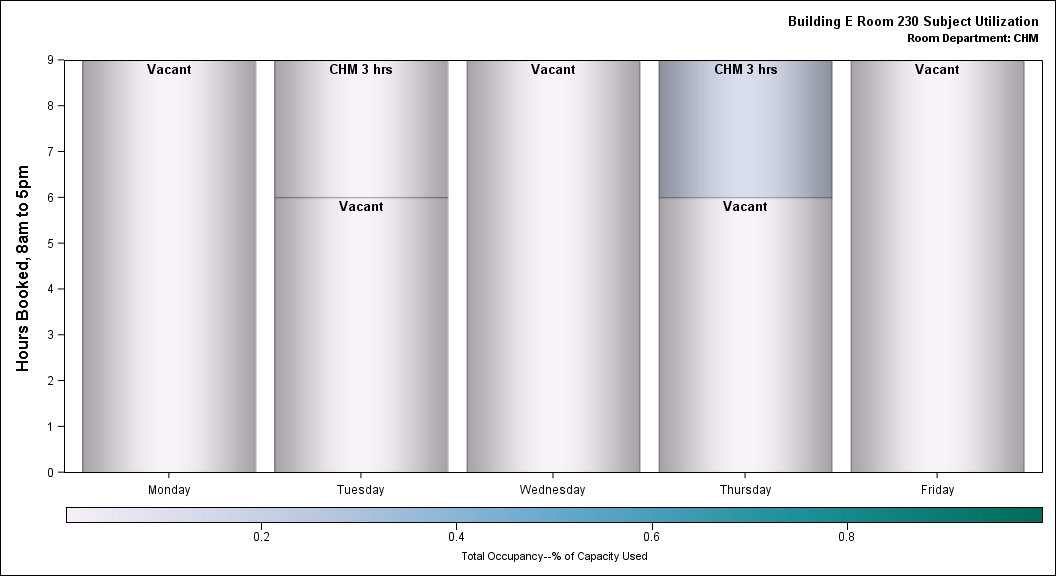 Building E Room 230 Subject Utilization
Room Department: CHM
Hours Booked, 8am to 5pm
9
8
7
6
5
4
3
2
1
0
Vacant
CHM 3 hrs
Vacant
CHM 3 hrs
Vacant
Vacant
Vacant
Monday
Tuesday
Wednesday
Thursday
Friday
0.2
0.4
0.6
0.8
Total Occupancy--% of Capacity Used